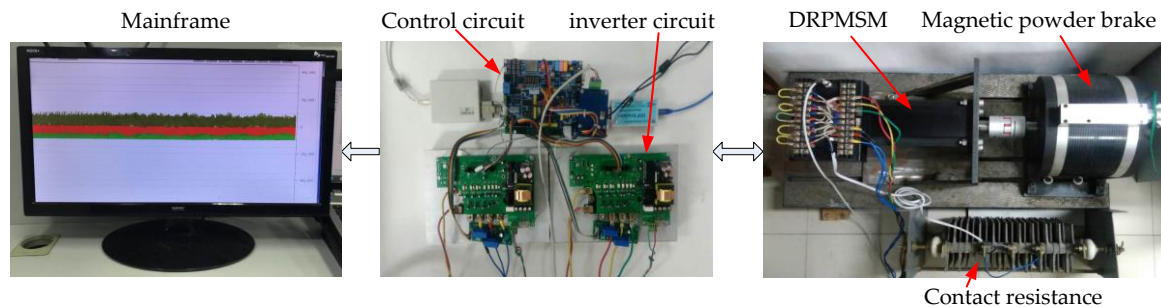 Mainframe
Control circuit
inverter circuit
DRPMSM
Magnetic powder brake
Contact resistance